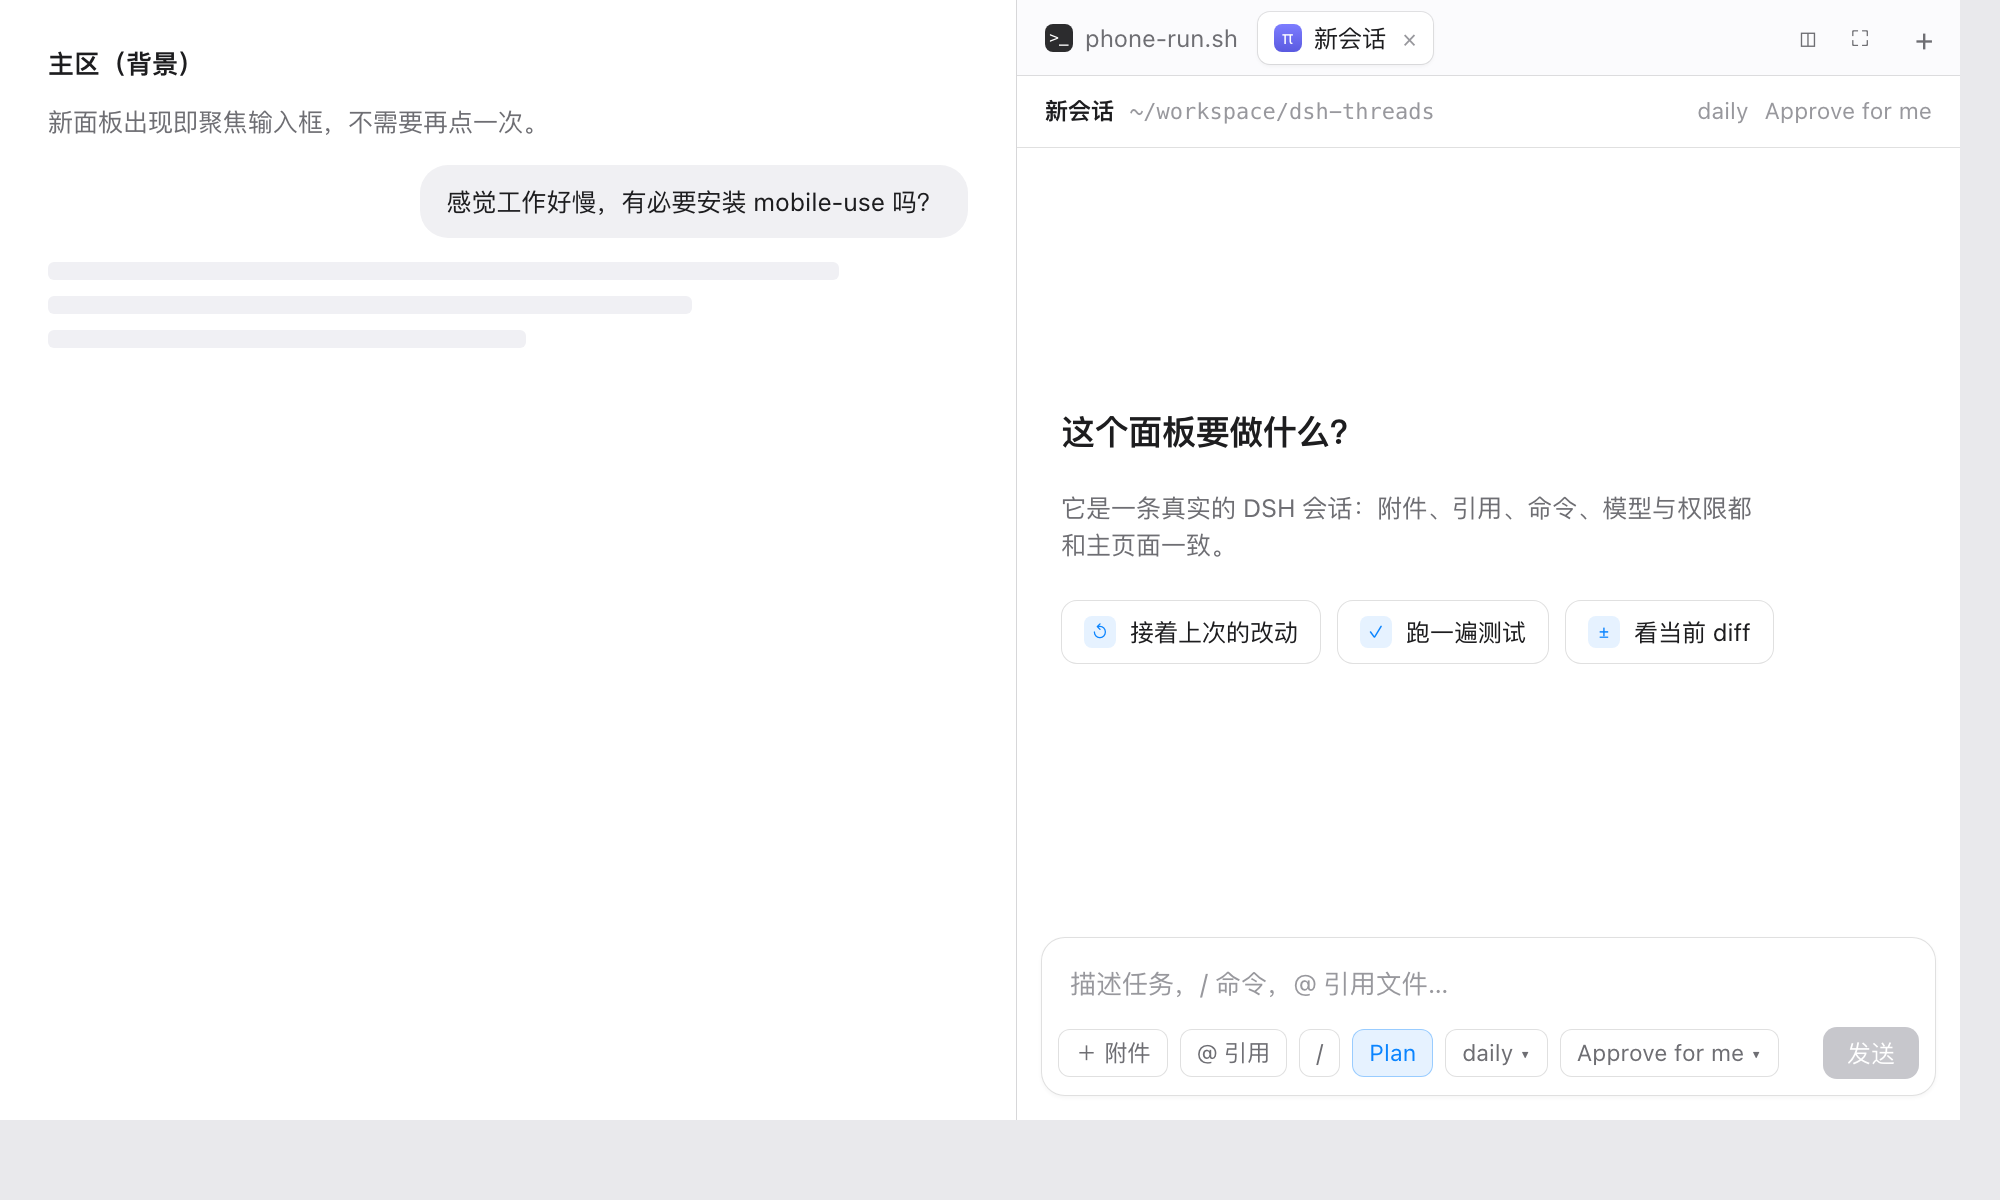 主区（背景）
新面板出现即聚焦输入框，不需要再点一次。
感觉工作好慢，有必要安装 mobile-use 吗？
>_ phone-run.sh π 新会话 × +
新会话 ~/workspace/dsh-threads daily Approve for me
这个面板要做什么？
它是一条真实的 DSH 会话：附件、引用、命令、模型与权限都
和主页面一致。
接着上次的改动 ✓ 跑一遍测试 ± 看当前 diff
描述任务，/ 命令，@ 引用文件...
+ 附件 @ 引用 / Plan daily ▾ Approve for me ▾ 发送